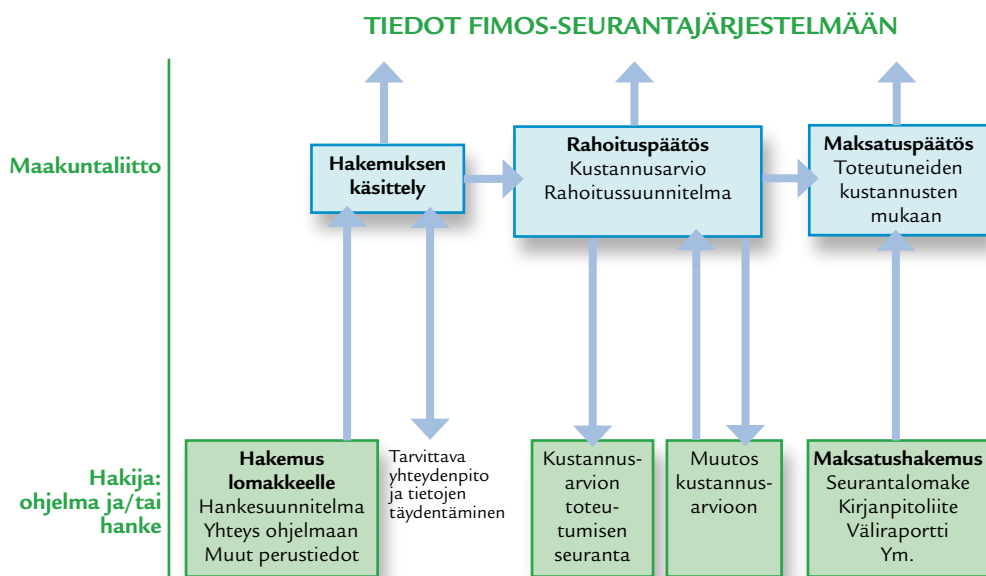 TIEDOT FIMOS-SEURANTAJÄRJESTELMÄÄN
Maakuntaliitto
Hakemuksen
käsittely
Rahoituspäätös
Kustannusarvio
Rahoitussuunnitelma
Maksatuspäätös
Toteutuneiden
kustannusten
mukaan
Hakija:
ohjelma ja/tai
hanke
Hakemus
lomakkeelle
Hankesuunnitelma
Yhteys ohjelmaan
Muut perustiedot
Tarvittava
yhteydenpito
ja tietojen
täydentäminen
Kustannus-
arvion
toteu-
tumisen
seuranta
Muutos
kustannus-
arvioon
Maksatushakemus
Seurantalomake
Kirjanpitoliite
Väliraportti
Ym.